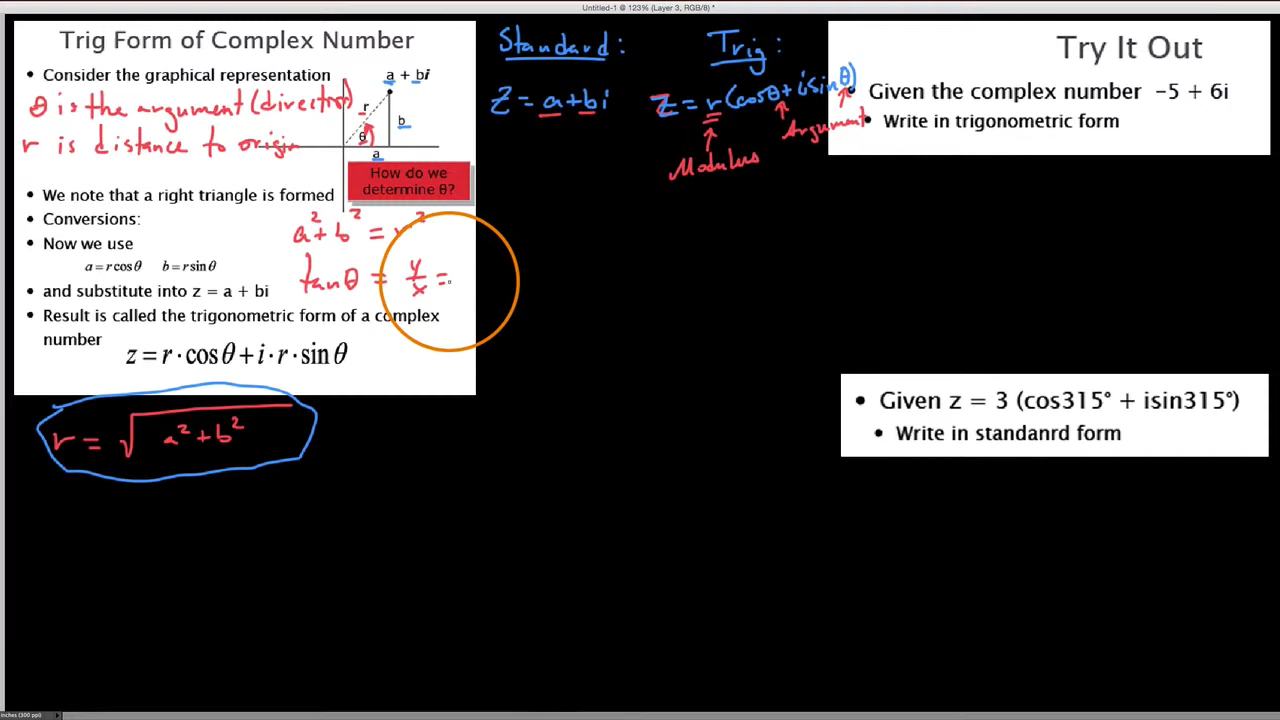 Untitled-1 @ 123% (Layer 3, RGB/8) *
Trig Form of Complex Number
• Consider the graphical representation
a + bi
θ is the argument (direction)
r is distance to origin
r
b
θ
a
How do we
determine θ?
• We note that a right triangle is formed
• Conversions:
a² + b² = r²
• Now we use
a = r cos θ b = r sin θ
tan θ = y/x =
• and substitute into z = a + bi
• Result is called the trigonometric form of a complex
number
z = r · cos θ + i · r · sin θ
r = √a² + b²
Standard:
z = a + bi
Trig:
z = r (cosθ + i sin θ)
Modulus
Argument
Try It Out
Given the complex number -5 + 6i
• Write in trigonometric form
• Given z = 3 (cos315° + isin315°)
• Write in standanrd form
inches (300 ppi)